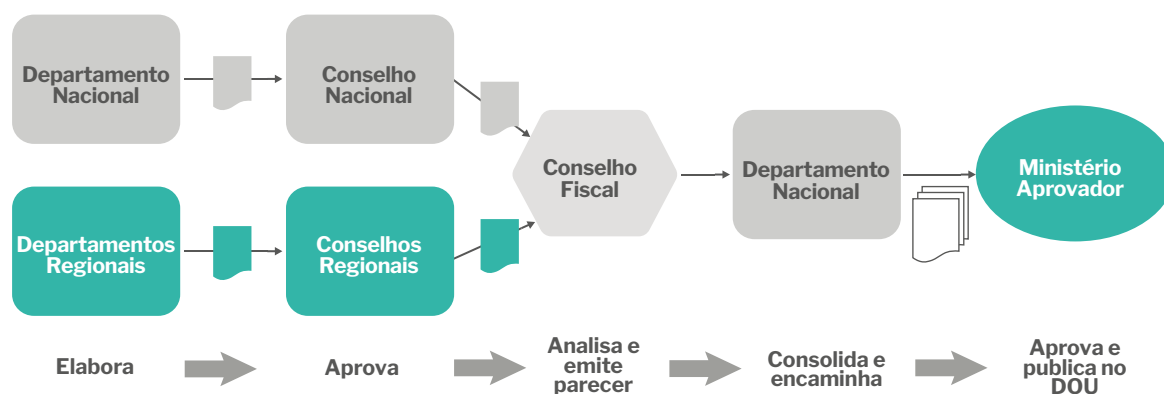 Departamento
Nacional
Conselho
Nacional
Conselho
Fiscal
Departamento
Nacional
Ministério
Aprovador
Departamentos
Regionais
Conselhos
Regionais
Elabora
Aprova
Analisa e
emite
parecer
Consolida e
encaminha
Aprova e
publica no
DOU